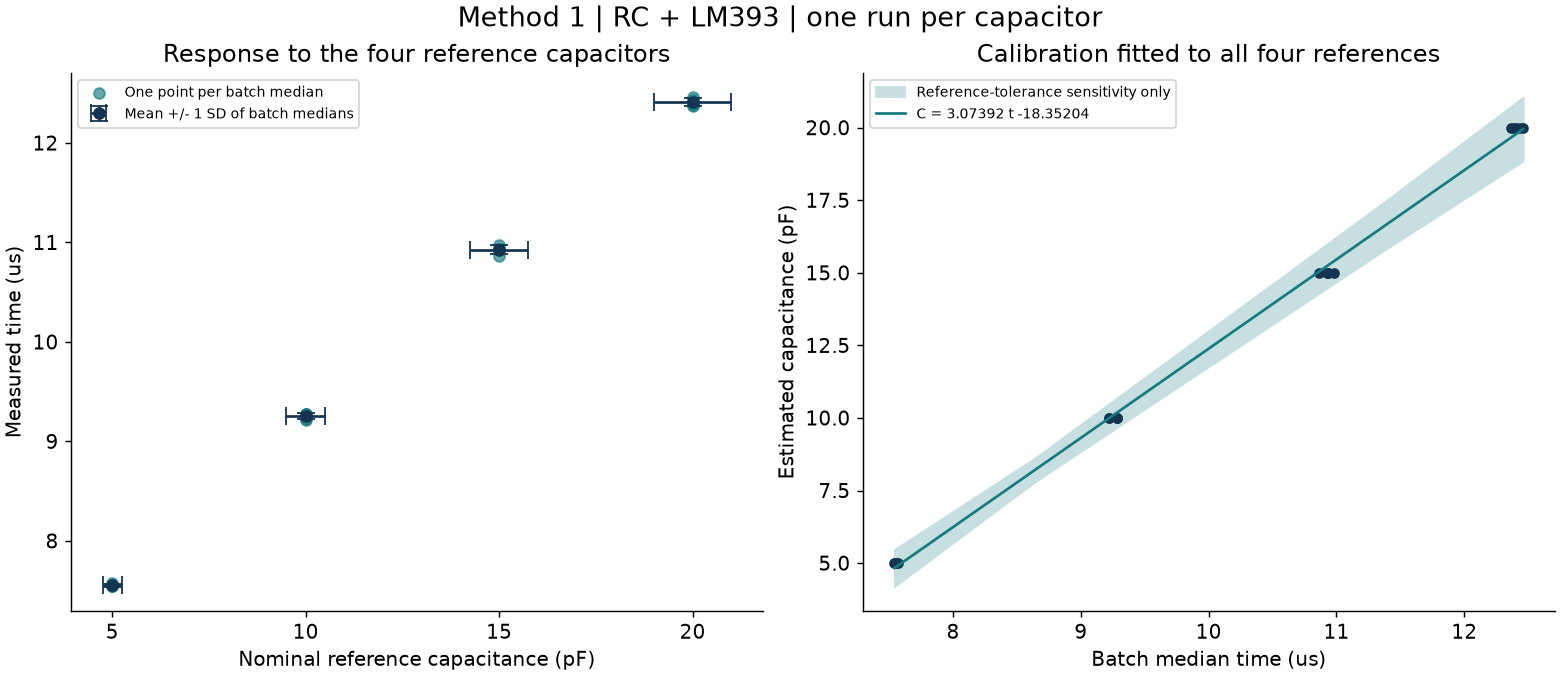 Method 1 | RC + LM393 | one run per capacitor
Response to the four reference capacitors
One point per batch median
Mean +/- 1 SD of batch medians
12
11
10
9
8
Measured time (us)
5
10
15
20
Nominal reference capacitance (pF)
Calibration fitted to all four references
Reference-tolerance sensitivity only
C = 3.07392 t -18.35204
20.0
17.5
15.0
12.5
10.0
7.5
5.0
Estimated capacitance (pF)
8
9
10
11
12
Batch median time (us)